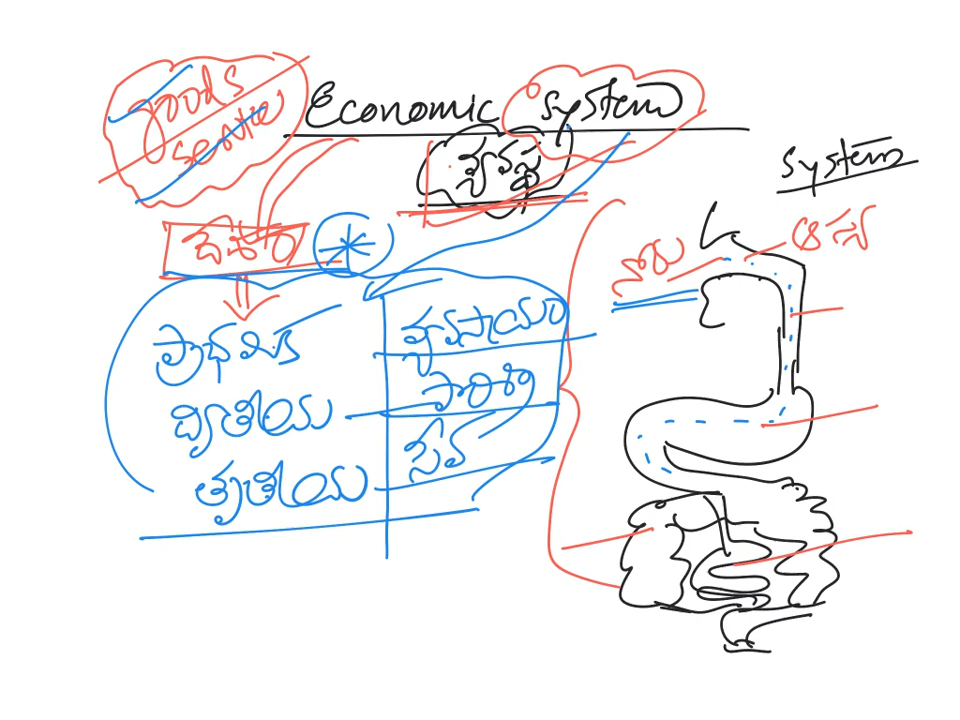 goods
service
Economic System
వ్యవస్థ
System
దేశం
నోరు
ప్రాథమిక
వ్యవసాయ
ద్వితీయ
పారిశ్రా
తృతీయ
సేవ